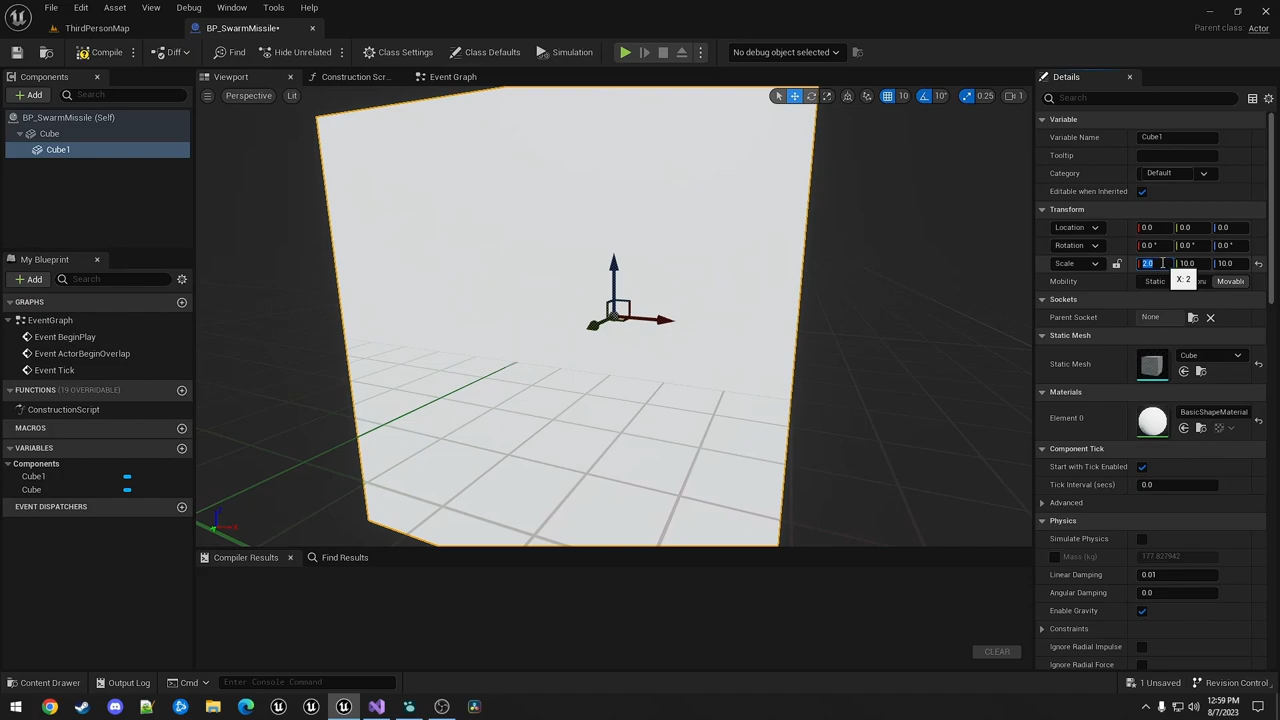 File Edit Asset View Debug Window Tools Help
ThirdPersonMap
BP_SwarmMissile•
Parent class: Actor
Compile
Diff
Find
Hide Unrelated
Class Settings
Class Defaults
Simulation
No debug object selected
Components
Add
Search
BP_SwarmMissile (Self)
Cube
Cube1
My Blueprint
Add
Search
GRAPHS
EventGraph
Event BeginPlay
Event ActorBeginOverlap
Event Tick
FUNCTIONS (19 OVERRIDABLE)
ConstructionScript
MACROS
VARIABLES
Components
Cube1
Cube
EVENT DISPATCHERS
Viewport
Construction Scr...
Event Graph
Perspective
Lit
10
10°
0.25
1
Compiler Results
Find Results
CLEAR
Details
Search
Variable
Variable Name Cube1
Tooltip
Category Default
Editable when Inherited
Transform
Location 0.0 0.0 0.0
Rotation 0.0 ° 0.0 ° 0.0 °
Scale 2.0 10.0 10.0
X: 2
Mobility Static Movable
Sockets
Parent Socket None
Static Mesh
Static Mesh Cube
Materials
Element 0 BasicShapeMaterial
Component Tick
Start with Tick Enabled
Tick Interval (secs) 0.0
Advanced
Physics
Simulate Physics
Mass (kg) 177.827942
Linear Damping 0.01
Angular Damping 0.0
Enable Gravity
Constraints
Ignore Radial Impulse
Ignore Radial Force
Content Drawer
Output Log
Cmd
Enter Console Command
1 Unsaved
Revision Control
12:59 PM
8/7/2023